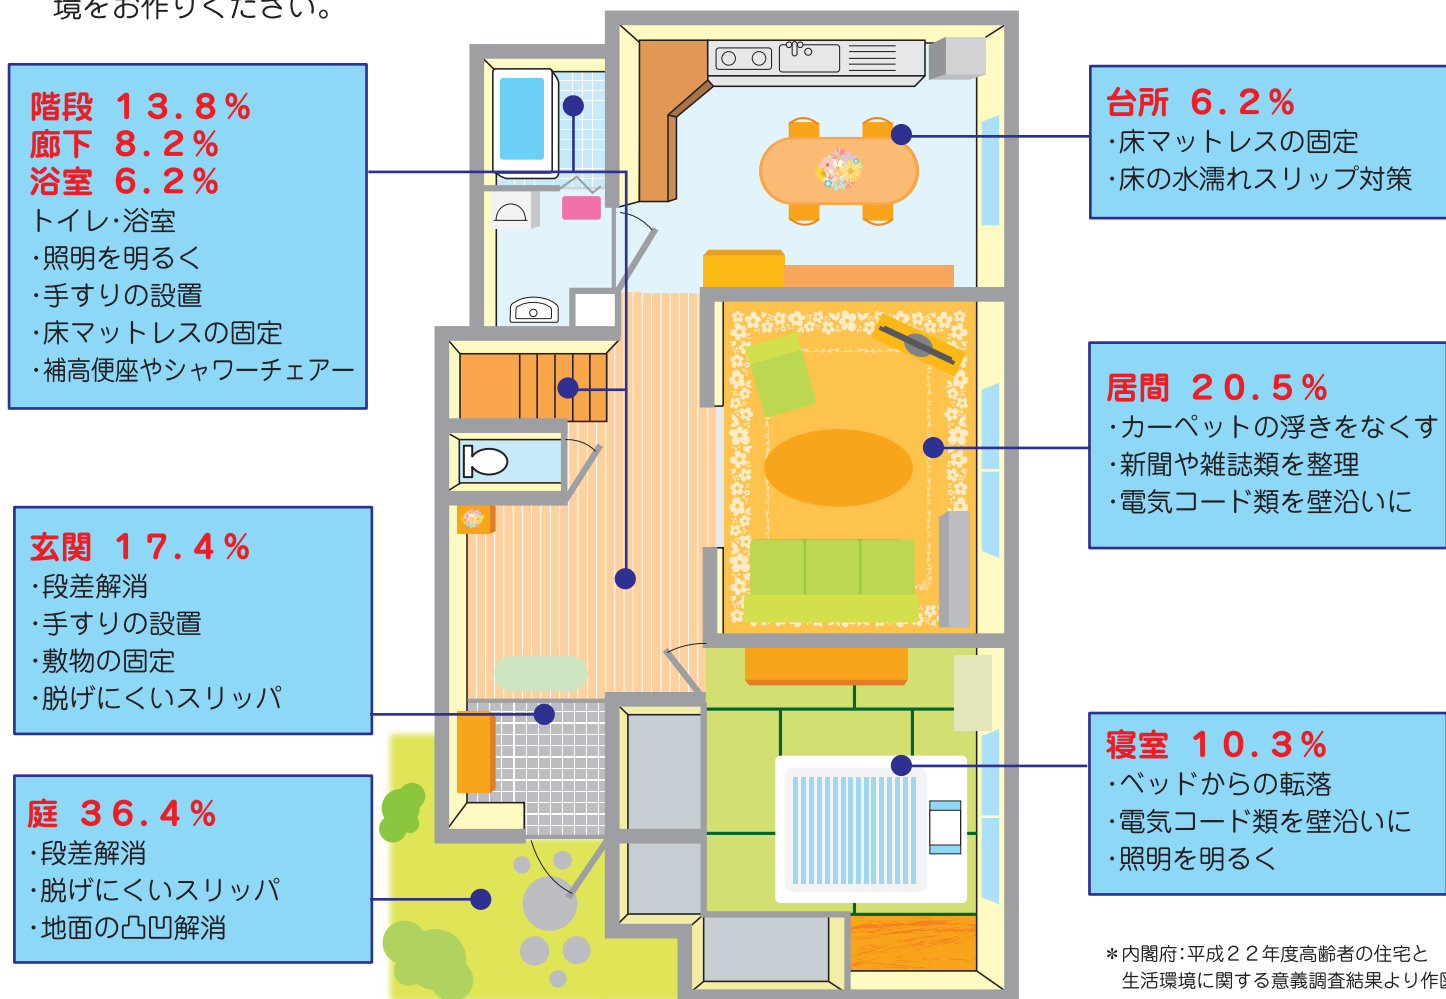 境をお作りください。
階段 13.8%
廊下 8.2%
浴室 6.2%
トイレ・浴室
・照明を明るく
・手すりの設置
・床マットレスの固定
・補高便座やシャワーチェアー
玄関 17.4%
・段差解消
・手すりの設置
・敷物の固定
・脱げにくいスリッパ
庭 36.4%
・段差解消
・脱げにくいスリッパ
・地面の凸凹解消
台所 6.2%
・床マットレスの固定
・床の水濡れスリップ対策
居間 20.5%
・カーペットの浮きをなくす
・新聞や雑誌類を整理
・電気コード類を壁沿いに
寝室 10.3%
・ベッドからの転落
・電気コード類を壁沿いに
・照明を明るく
＊内閣府：平成２２年度高齢者の住宅と
生活環境に関する意義調査結果より作図